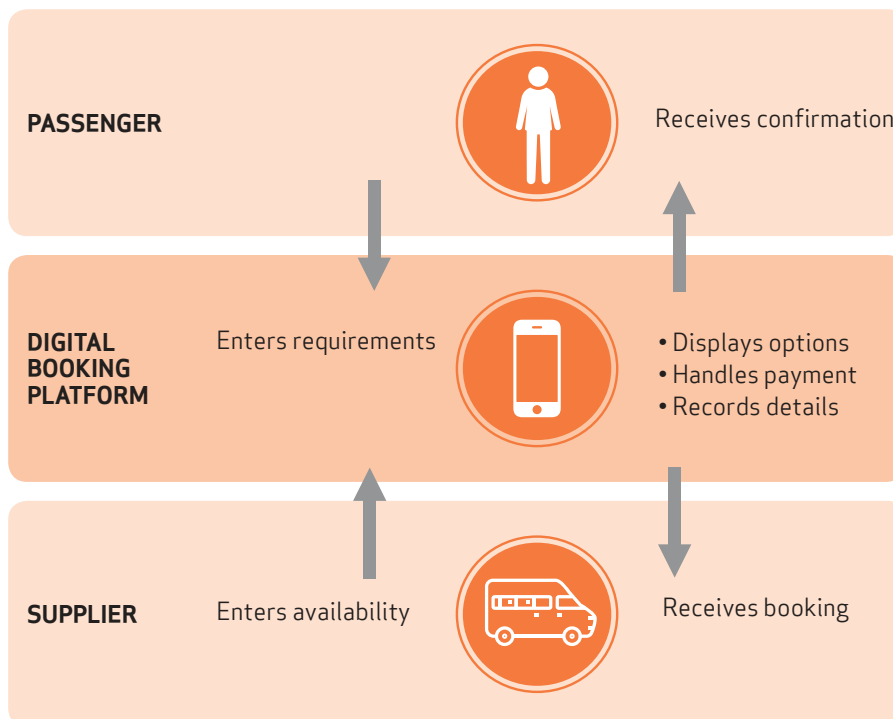 PASSENGER
Receives confirmation
DIGITAL
BOOKING
PLATFORM
Enters requirements
• Displays options
• Handles payment
• Records details
SUPPLIER
Enters availability
Receives booking